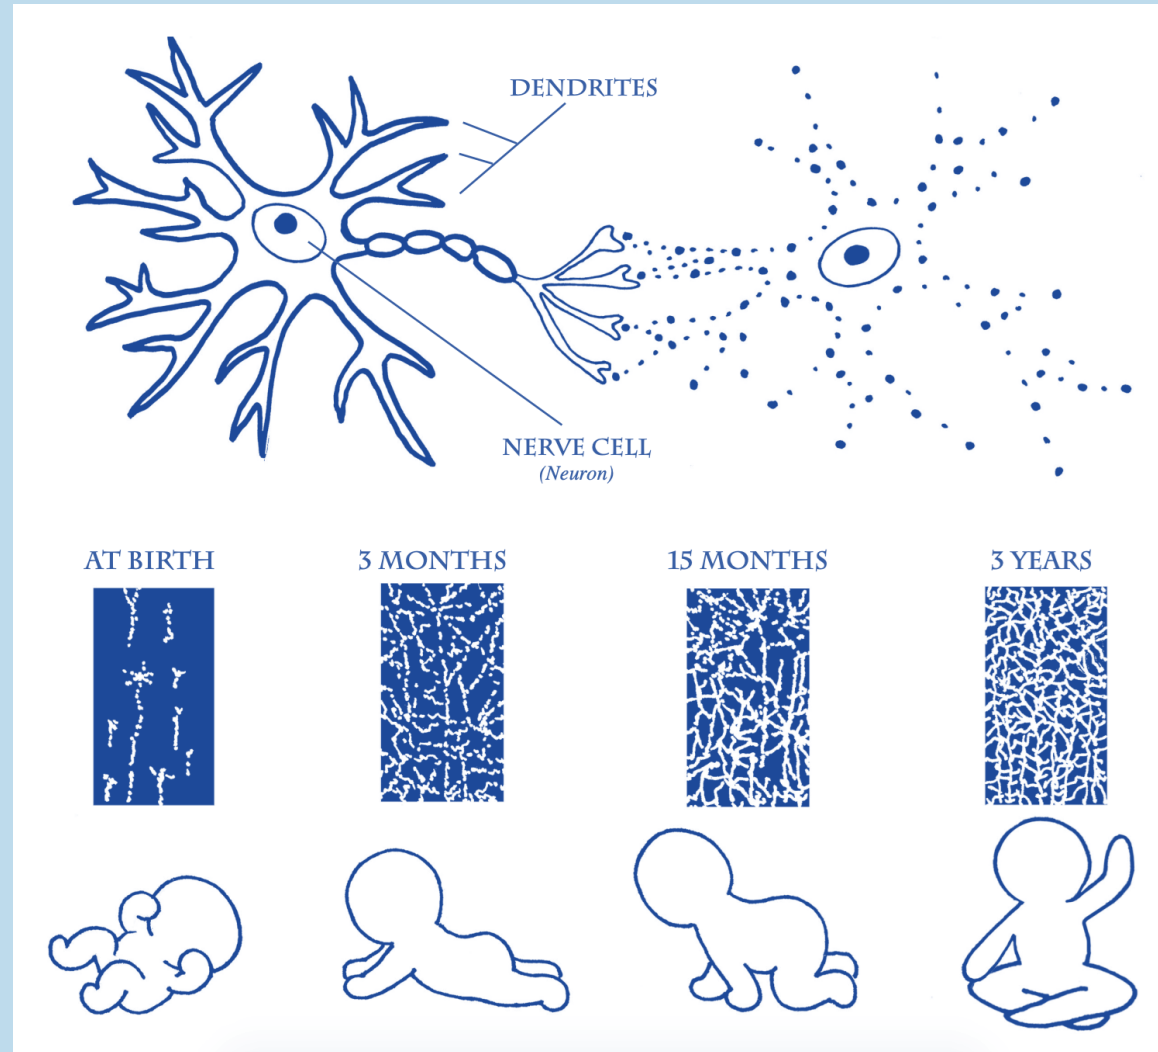 DENDRITES
NERVE CELL
(Neuron)
AT BIRTH
3 MONTHS
15 MONTHS
3 YEARS